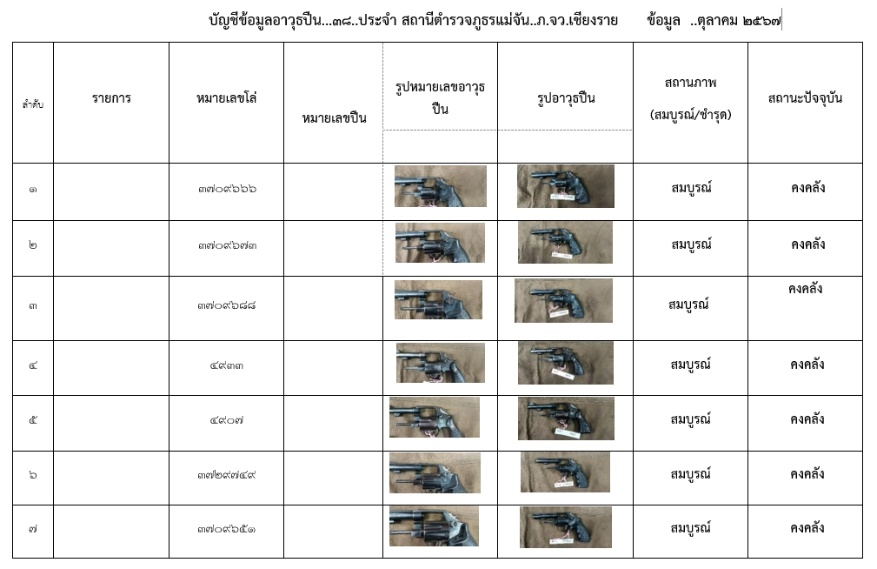 บัญชีข้อมูลอาวุธปืน...๓๘..ประจำ สถานีตำรวจภูธรแม่จัน..ภ.จว.เชียงราย ข้อมูล ..ตุลาคม ๒๕๖๗
ลำดับ รายการ หมายเลขโล่ หมายเลขปืน รูปหมายเลขอาวุธ รูปอาวุธปืน สถานภาพ สถานะปัจจุบัน
ปืน (สมบูรณ์/ชำรุด)
๑ ๓๗๐๙๖๖๖ สมบูรณ์ คงคลัง
๒ ๓๗๐๙๖๗๓ สมบูรณ์ คงคลัง
๓ ๓๗๐๙๖๘๘ สมบูรณ์ คงคลัง
๔ ๔๙๓๓ สมบูรณ์ คงคลัง
๕ ๔๙๐๗ สมบูรณ์ คงคลัง
๖ ๓๗๒๙๗๔๙ สมบูรณ์ คงคลัง
๗ ๓๗๐๙๖๕๑ สมบูรณ์ คงคลัง